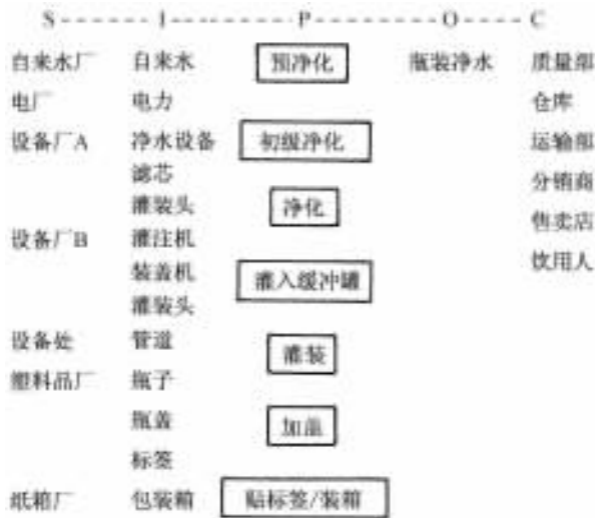 S------I---------P--------O----C
自来水厂 自来水 预净化 瓶装净水 质量部
电厂 电力 仓库
设备厂A 净水设备 初级净化 运输部
滤芯 分销商
灌装头 净化 售卖店
设备厂B 灌注机 饮用人
装盖机 灌入缓冲罐
灌装头
设备处 管道 灌装
塑料品厂 瓶子
瓶盖 加盖
标签
纸箱厂 包装箱 贴标签/装箱